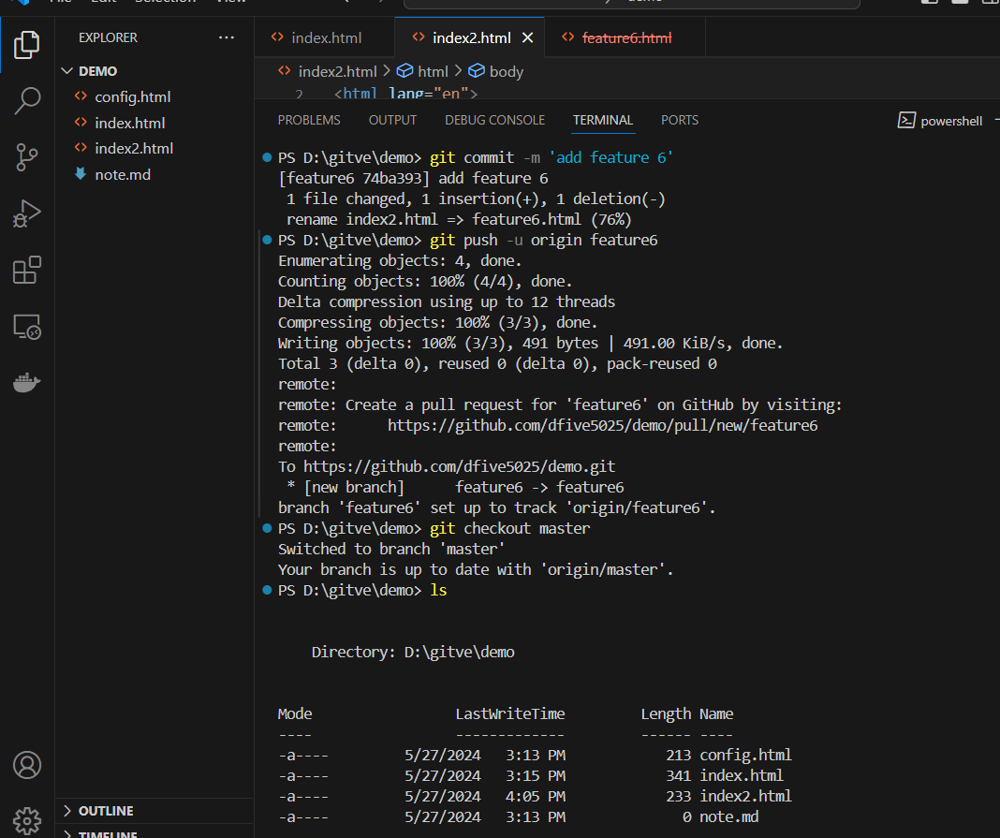 EXPLORER
index.html
index2.html
feature6.html
DEMO
config.html
index.html
index2.html
note.md
index2.html > html > body
2 <html lang="en">
PROBLEMS OUTPUT DEBUG CONSOLE TERMINAL PORTS
powershell
PS D:\gitve\demo> git commit -m 'add feature 6'
[feature6 74ba393] add feature 6
1 file changed, 1 insertion(+), 1 deletion(-)
rename index2.html => feature6.html (76%)
PS D:\gitve\demo> git push -u origin feature6
Enumerating objects: 4, done.
Counting objects: 100% (4/4), done.
Delta compression using up to 12 threads
Compressing objects: 100% (3/3), done.
Writing objects: 100% (3/3), 491 bytes | 491.00 KiB/s, done.
Total 3 (delta 0), reused 0 (delta 0), pack-reused 0
remote:
remote: Create a pull request for 'feature6' on GitHub by visiting:
remote:      https://github.com/dfive5025/demo/pull/new/feature6
remote:
To https://github.com/dfive5025/demo.git
* [new branch]      feature6 -> feature6
branch 'feature6' set up to track 'origin/feature6'.
PS D:\gitve\demo> git checkout master
Switched to branch 'master'
Your branch is up to date with 'origin/master'.
PS D:\gitve\demo> ls
Directory: D:\gitve\demo
Mode                 LastWriteTime         Length Name
----                 -------------         ------ ----
-a----         5/27/2024   3:13 PM            213 config.html
-a----         5/27/2024   3:15 PM            341 index.html
-a----         5/27/2024   4:05 PM            233 index2.html
-a----         5/27/2024   3:13 PM              0 note.md
OUTLINE
TIMELINE